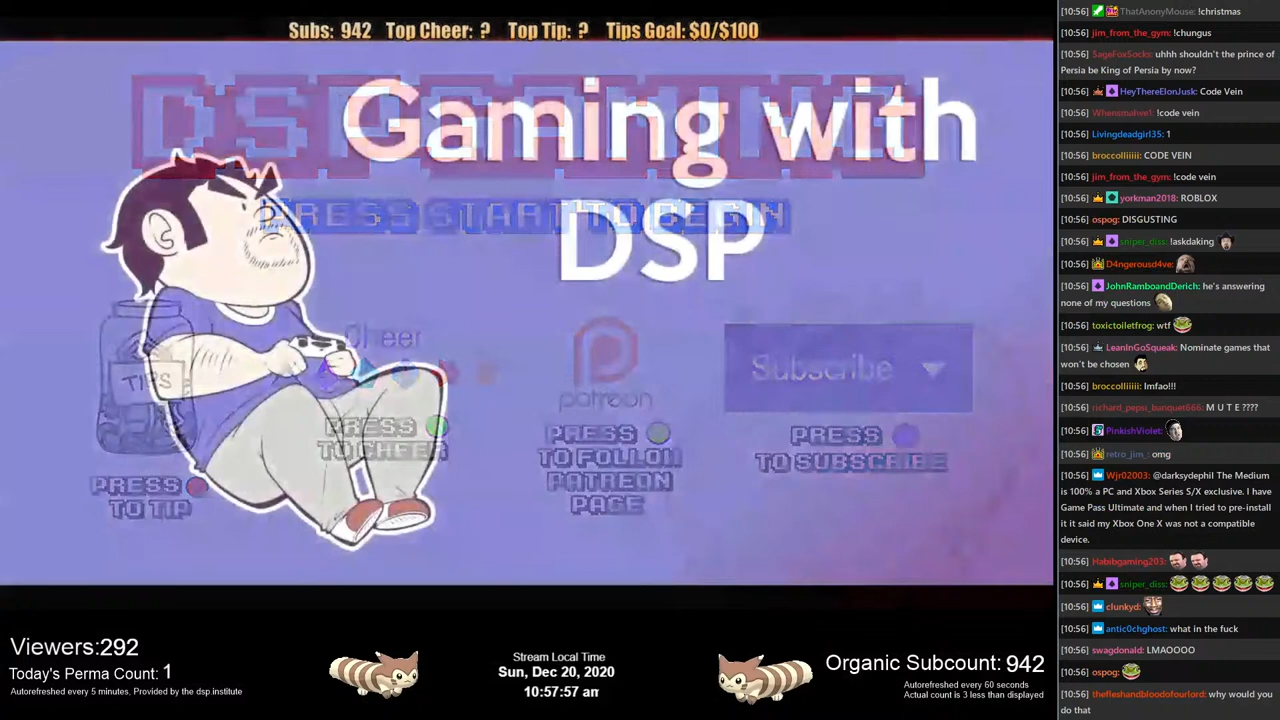 Subs: 942 Top Cheer: ? Top Tip: ? Tips Goal: $0/$100
DSP GAMING
Gaming with
PRESS START TO BEGIN
DSP
Cheer
TIPS
patreon
Subscribe
PRESS
TO TIP
PRESS
TO CHEER
PRESS
TO FOLLOW
PATREON
PAGE
PRESS
TO SUBSCRIBE
Viewers:292
Today's Perma Count: 1
Autorefreshed every 5 minutes, Provided by the dsp institute
Stream Local Time
Sun, Dec 20, 2020
10:57:57 am
Organic Subcount: 942
Autorefreshed every 60 seconds
Actual count is 3 less than displayed
[10:56] ThatAnonyMouse: !christmas
[10:56] jim_from_the_gym: !chungus
[10:56] SageFoxSocks: uhhh shouldn't the prince of
Persia be King of Persia by now?
[10:56] HeyThereElonJusk: Code Vein
[10:56] Whensmalive1: !code vein
[10:56] Livingdeadgirl35: 1
[10:56] broccolliiiii: CODE VEIN
[10:56] jim_from_the_gym: !code vein
[10:56] yorkman2018: ROBLOX
[10:56] ospog: DISGUSTING
[10:56] sniper_diss: !askdaking
[10:56] D4ngerousd4ve:
[10:56] JohnRamboandDerich: he's answering
none of my questions
[10:56] toxictoiletfrog: wtf
[10:56] LeanInGoSqueak: Nominate games that
won't be chosen
[10:56] broccolliiiii: lmfao!!!
[10:56] richard_pepsi_banquet666: M U T E ????
[10:56] PinkishViolet:
[10:56] retro_jim_: omg
[10:56] Wjr02003: @darksydephil The Medium
is 100% a PC and Xbox Series S/X exclusive. I have
Game Pass Ultimate and when I tried to pre-install
it it said my Xbox One X was not a compatible
device.
[10:56] Habibgaming203:
[10:56] sniper_diss:
[10:56] clunkyd:
[10:56] antic0chghost: what in the fuck
[10:56] swagdonald: LMAOOOO
[10:56] ospog:
[10:56] thefleshandbloodofourlord: why would you
do that